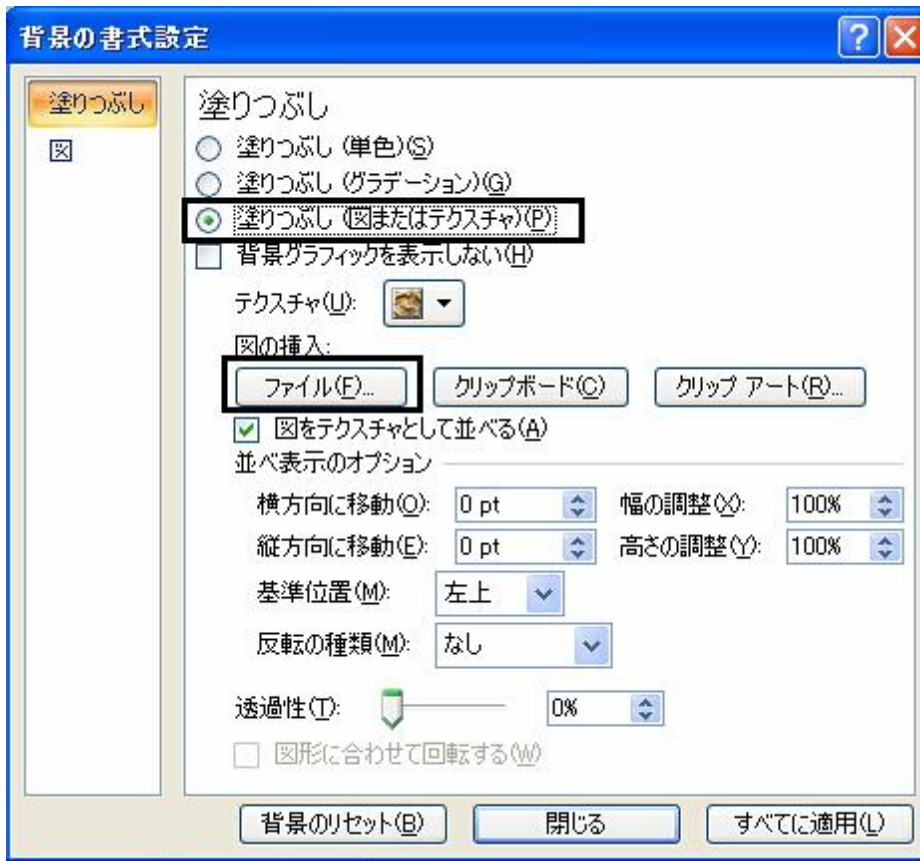 背景の書式設定
塗りつぶし
図
塗りつぶし
塗りつぶし (単色)(S)
塗りつぶし (グラデーション)(G)
塗りつぶし (図またはテクスチャ)(P)
背景グラフィックを表示しない(H)
テクスチャ(U):
図の挿入:
ファイル(F)... クリップボード(C) クリップ アート(R)...
図をテクスチャとして並べる(A)
並べ表示のオプション
横方向に移動(O): 0 pt 幅の調整(X): 100%
縦方向に移動(E): 0 pt 高さの調整(Y): 100%
基準位置(M): 左上
反転の種類(M): なし
透過性(T): 0%
図形に合わせて回転する(W)
背景のリセット(B) 閉じる すべてに適用(L)